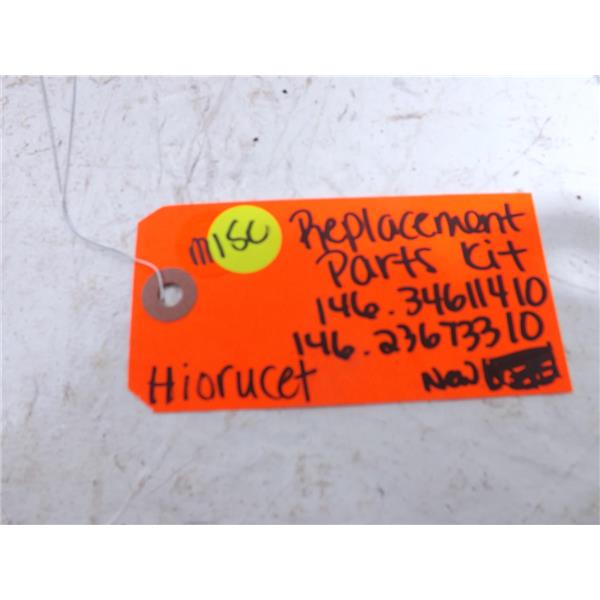 misc
Replacement
Parts Kit
146.34611410
146.23673310
Hiorucet
New